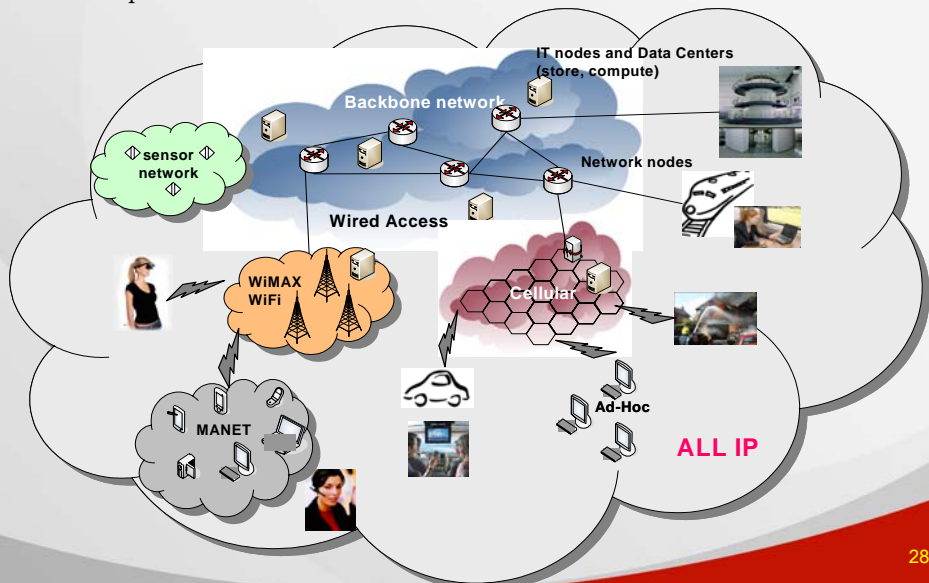 IT nodes and Data Centers
(store, compute)
Backbone network
sensor
network
Network nodes
Wired Access
WiMAX
WiFi
Cellular
MANET
Ad-Hoc
ALL IP
28